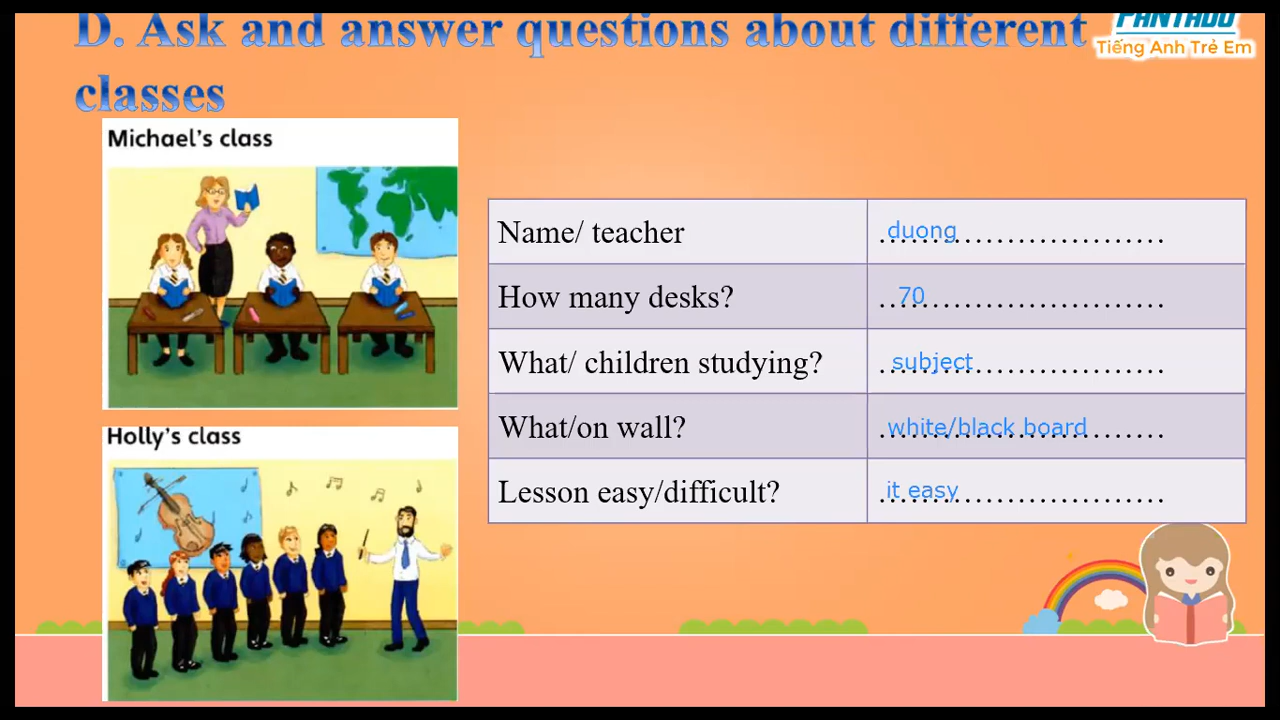 D. Ask and answer questions about different
classes
PANTADO
Tiếng Anh Trẻ Em
Michael's class
Name/ teacher
duong
How many desks?
70
What/ children studying?
subject
What/on wall?
white/black board
Lesson easy/difficult?
it easy
Holly's class